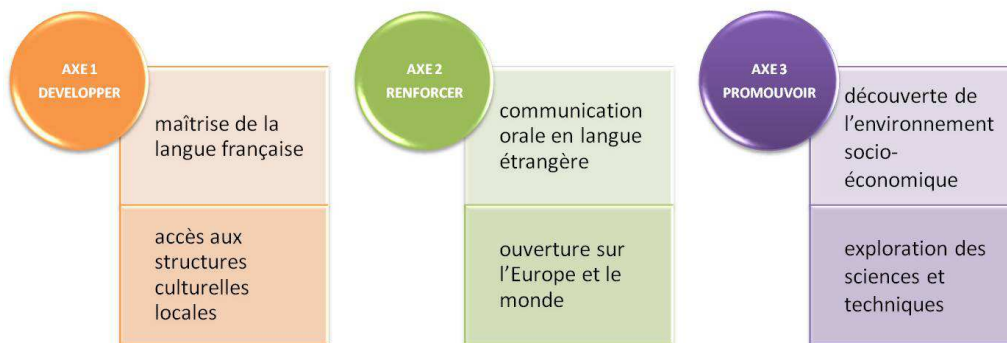 AXE 1
DEVELOPPER
maîtrise de la
langue française
accès aux
structures
culturelles
locales
AXE 2
RENFORCER
communication
orale en langue
étrangère
ouverture sur
l'Europe et le
monde
AXE 3
PROMOUVOIR
découverte de
l'environnement
socio-
économique
exploration des
sciences et
techniques